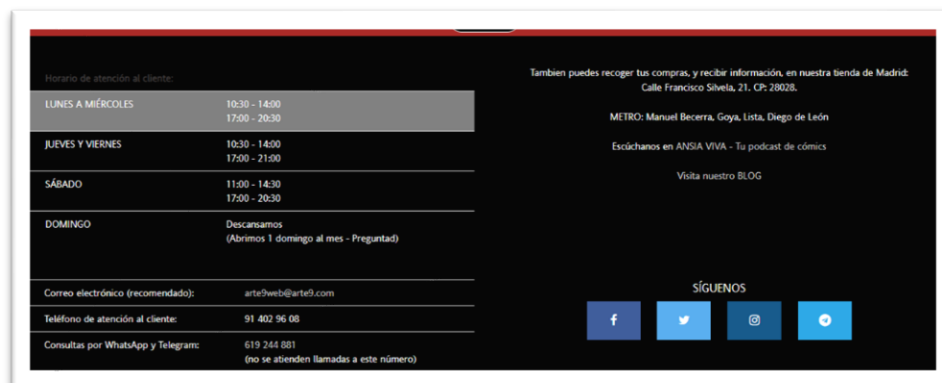 Horario de atención al cliente:
LUNES A MIÉRCOLES 10:30 - 14:00
17:00 - 20:30
JUEVES Y VIERNES 10:30 - 14:00
17:00 - 21:00
SÁBADO 11:00 - 14:30
17:00 - 20:30
DOMINGO Descansamos
(Abrimos 1 domingo al mes - Preguntad)
Correo electrónico (recomendado): arte9web@arte9.com
Teléfono de atención al cliente: 91 402 96 08
Consultas por WhatsApp y Telegram: 619 244 881
(no se atienden llamadas a este número)
Tambien puedes recoger tus compras, y recibir información, en nuestra tienda de Madrid:
Calle Francisco Silvela, 21. CP: 28028.
METRO: Manuel Becerra, Goya, Lista, Diego de León
Escúchanos en ANSIA VIVA - Tu podcast de cómics
Visita nuestro BLOG
SÍGUENOS